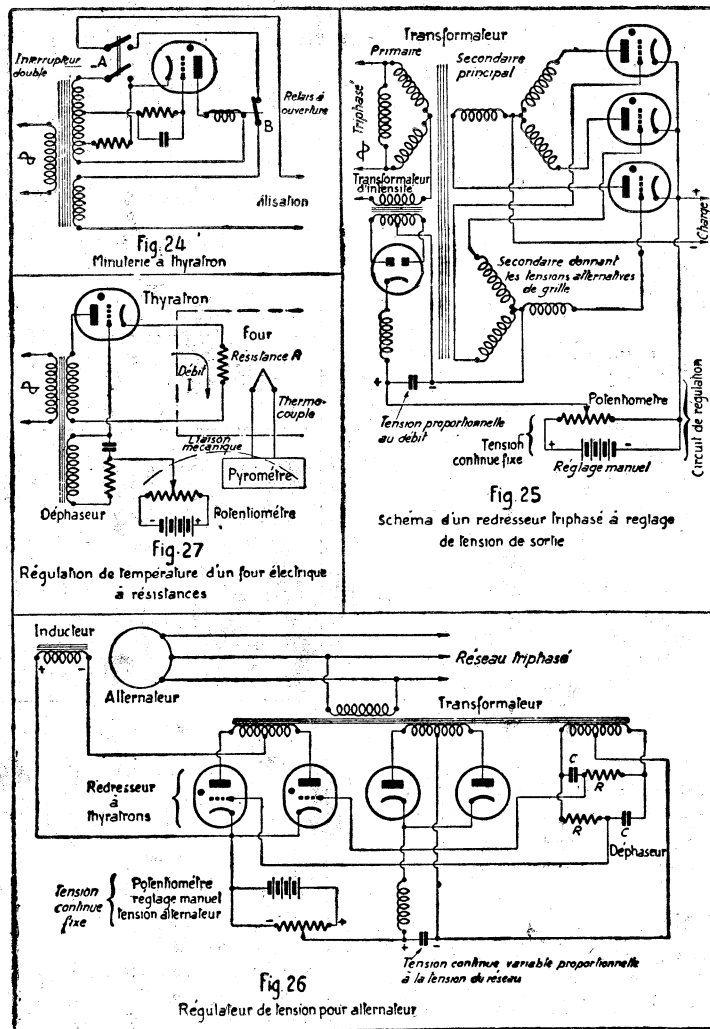 Interrupteur
double
A
B
Relais à
ouverture
Fig. 24
Minuterie à thyratron
Transformateur
Primaire
Secondaire
principal
Triphasé
Transformateur
d'intensité
+
Charge
-
Secondaire donnant
les tensions alternatives
de grille
+
-
Tension proportionnelle
au débit
Potentiomètre
Tension
continue fixe
+
-
Réglage manuel
Circuit de régulation
Fig. 25
Schéma d'un redresseur triphasé à reglage
de tension de sortie
Thyratron
Four
Résistance R
Débit
I
Thermo-
couple
Liaison
mécanique
Pyromètre
Déphaseur
-
+
Potentiomètre
Fig. 27
Régulation de température d'un four électrique
à résistances
Inducteur
+
-
Alternateur
Réseau triphasé
Transformateur
Redresseur
à
thyratrons
C
R
R
C
Déphaseur
Tension
continue
fixe
Potentiomètre
reglage manuel
tension alternateur
-
+
+
-
Tension continue variable proportionnelle
à la tension du réseau
Fig. 26
Régulateur de tension pour alternateur